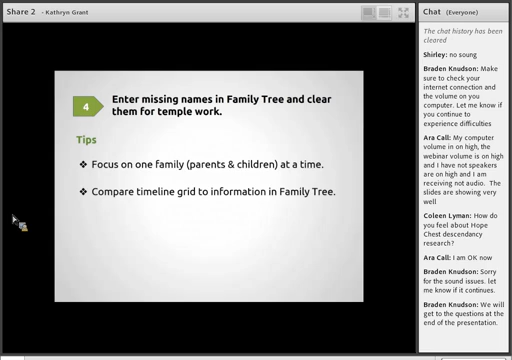 Share 2 - Kathryn Grant
4
Enter missing names in Family Tree and clear
them for temple work.
Tips
❖ Focus on one family (parents & children) at a time.
❖ Compare timeline grid to information in Family Tree.
Chat (Everyone)
The chat history has been
cleared
Shirley: no soung
Braden Knudson: Make
sure to check your
internet connection and
the volume on you
computer. Let me know if you
continue to
experience difficulties
Ara Call: My computer
volume in on high, the
webinar volume is on high
and I have not speakers
are on high and I am
receiving not audio. The
slides are showing very
well
Coleen Lyman: How do
you feel about Hope
Chest descendancy
research?
Ara Call: I am OK now
Braden Knudson: Sorry
for the sound issues. let
me know if it continues.
Braden Knudson: We will
get to the questions at the
end of the presentation.